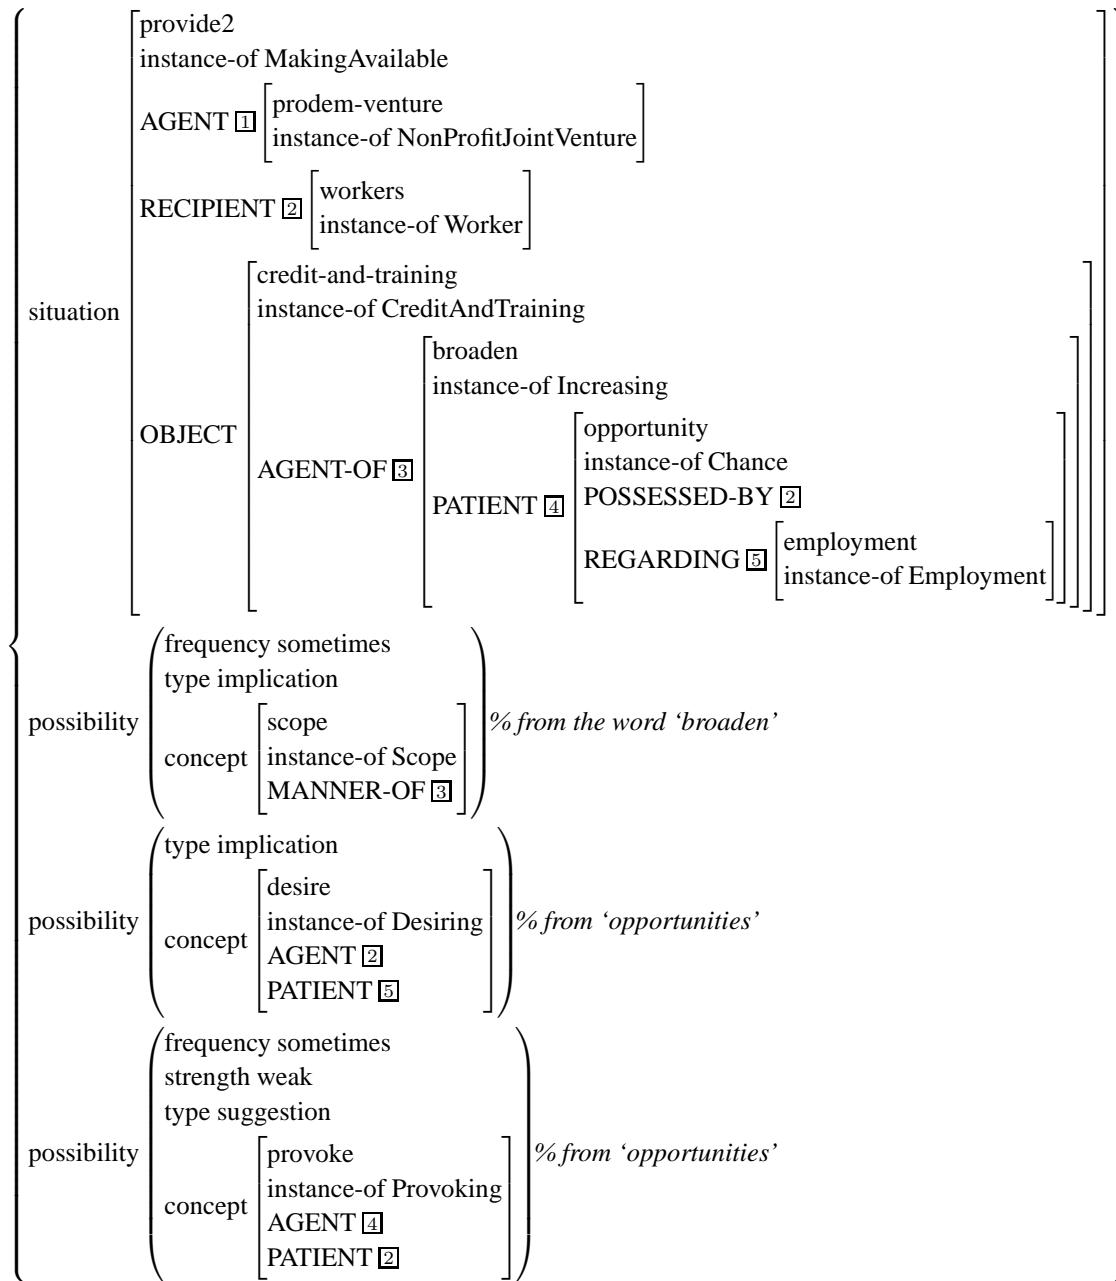 provide2
instance-of MakingAvailable
AGENT 1 prodem-venture
instance-of NonProfitJointVenture
RECIPIENT 2 workers
instance-of Worker
situation
OBJECT
credit-and-training
instance-of CreditAndTraining
AGENT-OF 3
broaden
instance-of Increasing
PATIENT 4
opportunity
instance-of Chance
POSSESSED-BY 2
REGARDING 5 employment
instance-of Employment
possibility
frequency sometimes
type implication
concept
scope
instance-of Scope
MANNER-OF 3
% from the word ‘broaden’
possibility
type implication
concept
desire
instance-of Desiring
AGENT 2
PATIENT 5
% from ‘opportunities’
possibility
frequency sometimes
strength weak
type suggestion
concept
provoke
instance-of Provoking
AGENT 4
PATIENT 2
% from ‘opportunities’